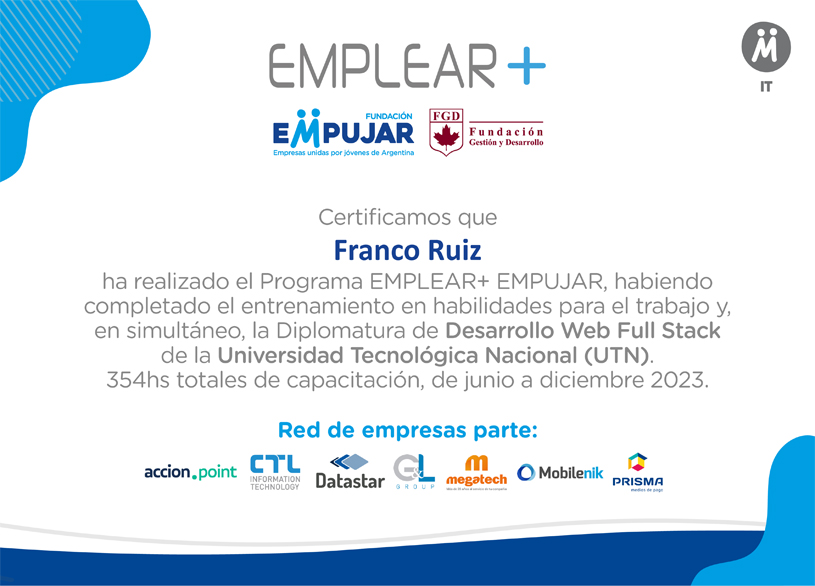 EMPLEAR+
IT
FUNDACIÓN
EMPUJAR
Empresas unidas por jóvenes de Argentina
FGD
Fundación
Gestión y Desarrollo
Certificamos que
Franco Ruiz
ha realizado el Programa EMPLEAR+ EMPUJAR, habiendo
completado el entrenamiento en habilidades para el trabajo y,
en simultáneo, la Diplomatura de Desarrollo Web Full Stack
de la Universidad Tecnológica Nacional (UTN).
354hs totales de capacitación, de junio a diciembre 2023.
Red de empresas parte:
accion.point
CTL
INFORMATION
TECHNOLOGY
Datastar
G&L
GROUP
megatech
Mobilenik
PRISMA
medios de pago